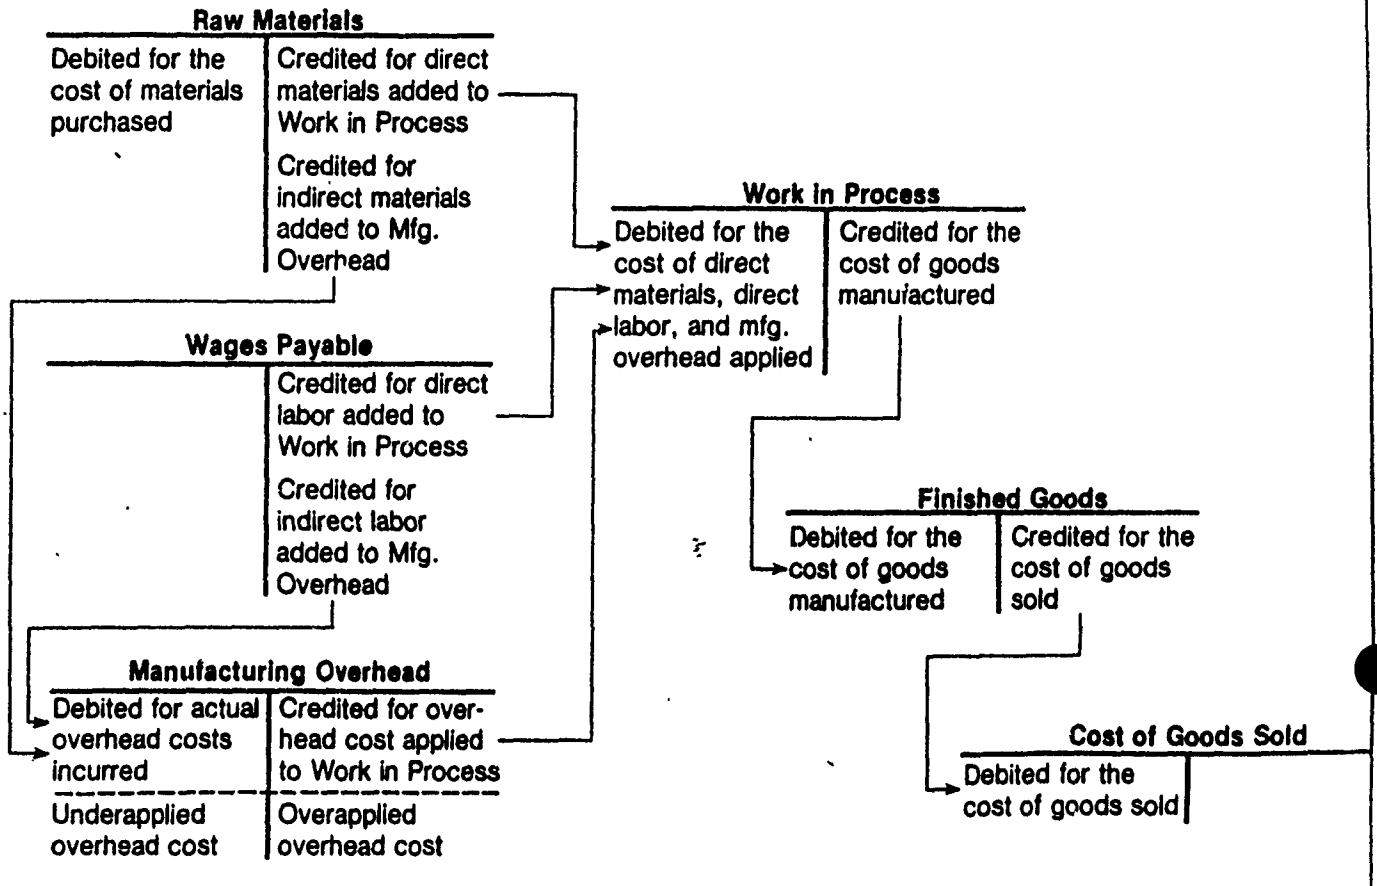 Raw Materials
Debited for the
cost of materials
purchased
Credited for direct
materials added to
Work in Process
Credited for
indirect materials
added to Mfg.
Overhead
Wages Payable
Credited for direct
labor added to
Work in Process
Credited for
indirect labor
added to Mfg.
Overhead
Manufacturing Overhead
Debited for actual
overhead costs
incurred
Credited for over-
head cost applied
to Work in Process
Underapplied
overhead cost
Overapplied
overhead cost
Work in Process
Debited for the
cost of direct
materials, direct
labor, and mfg.
overhead applied
Credited for the
cost of goods
manufactured
Finished Goods
Debited for the
cost of goods
manufactured
Credited for the
cost of goods
sold
Cost of Goods Sold
Debited for the
cost of goods sold